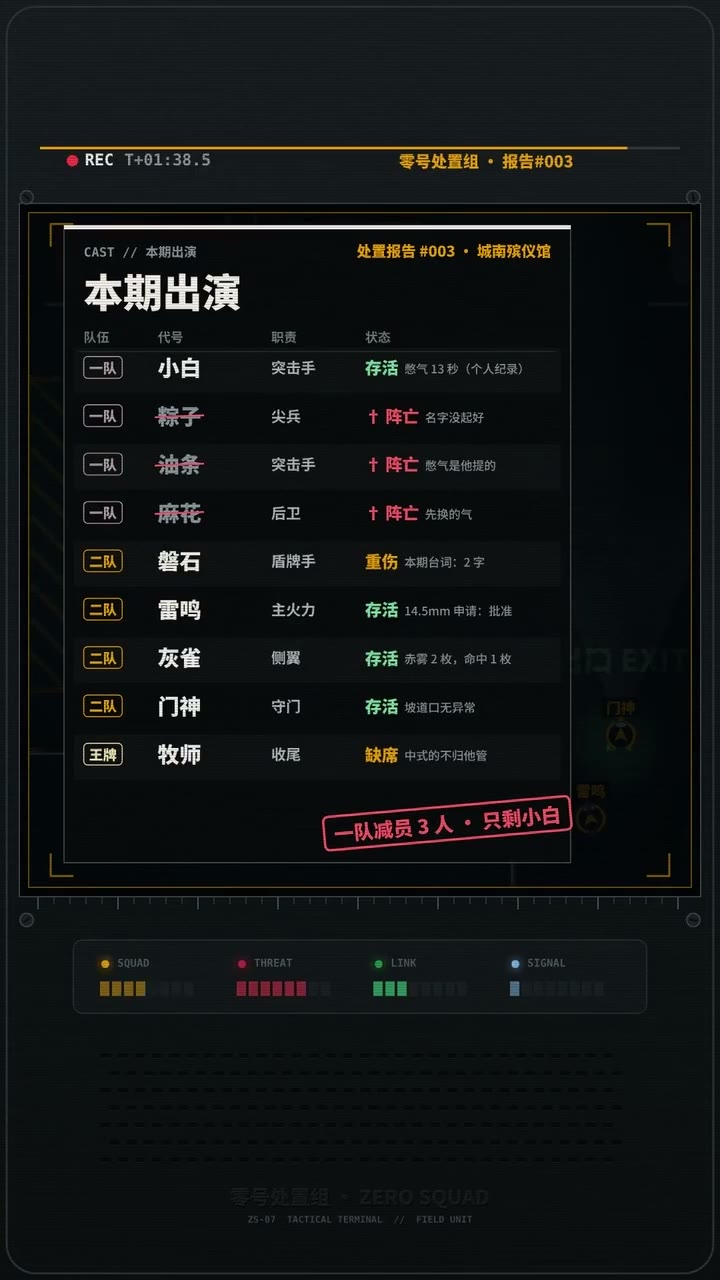 REC T+01:38.5
零号处置组 • 报告#003
CAST // 本期出演
处置报告 #003 • 城南殡仪馆
本期出演
队伍 代号 职责 状态
一队 小白 突击手 存活 憋气 13 秒（个人纪录）
一队 粽子 尖兵 † 阵亡 名字没起好
一队 油条 突击手 † 阵亡 憋气是他提的
一队 麻花 后卫 † 阵亡 先换的气
二队 磐石 盾牌手 重伤 本期台词：2 字
二队 雷鸣 主火力 存活 14.5mm 申请：批准
二队 灰雀 侧翼 存活 赤雾 2 枚，命中 1 枚
二队 门神 守门 存活 坡道口无异常
王牌 牧师 收尾 缺席 中式的不归他管
一队减员 3 人 • 只剩小白
EXIT
门神
雷鸣
SQUAD THREAT LINK SIGNAL
零号处置组 • ZERO SQUAD
ZS-07 TACTICAL TERMINAL // FIELD UNIT